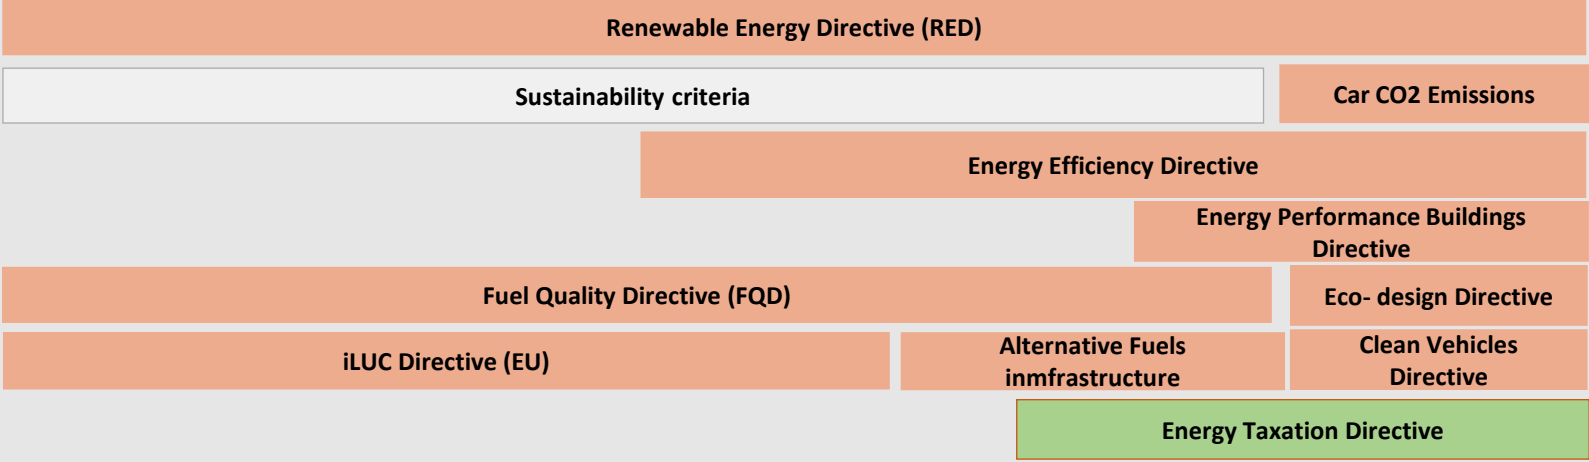 Renewable Energy Directive (RED)
Sustainability criteria
Car CO2 Emissions
Energy Efficiency Directive
Energy Performance Buildings
Directive
Fuel Quality Directive (FQD)
Eco- design Directive
iLUC Directive (EU)
Alternative Fuels
inmfrastructure
Clean Vehicles
Directive
Energy Taxation Directive